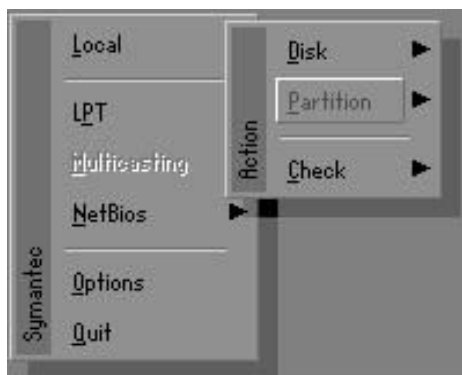 Local
LPT
Multicasting
NetBios
Options
Quit
Symantec
Disk
Partition
Check
Action